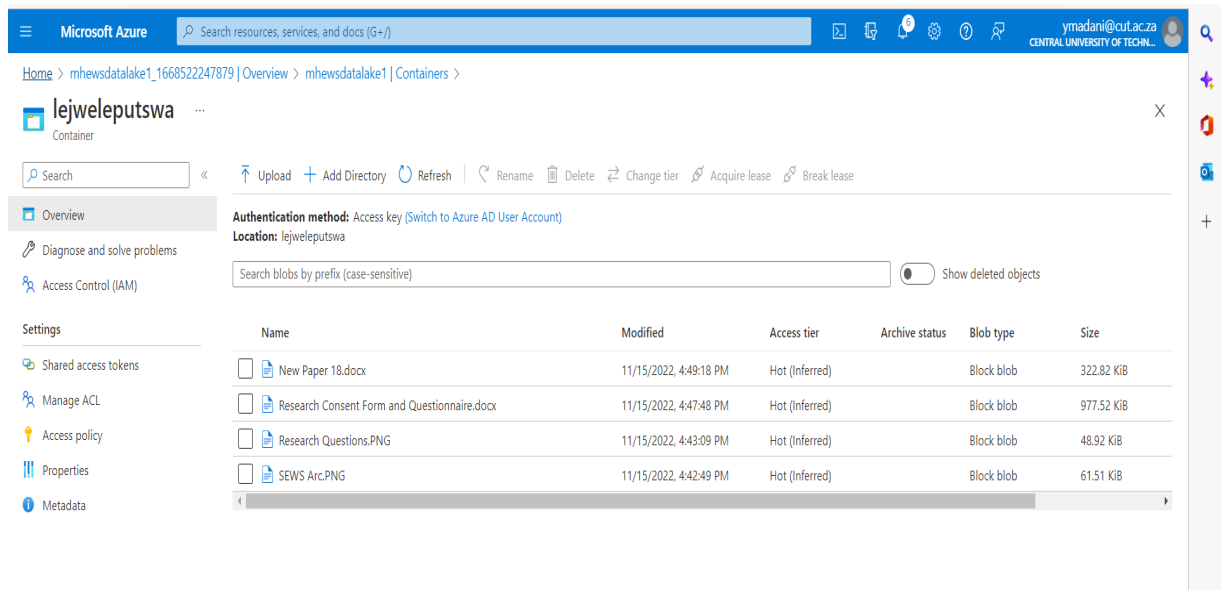 Microsoft Azure Search resources, services, and docs (G+/) 6 ymadani@cut.ac.za
CENTRAL UNIVERSITY OF TECHN...
Home > mhewsdatalake1_1668522247879 | Overview > mhewsdatalake1 | Containers >
lejweleputswa ...
Container
Search « Upload Add Directory Refresh Rename Delete Change tier Acquire lease Break lease
Overview
Diagnose and solve problems
Access Control (IAM)
Settings
Shared access tokens
Manage ACL
Access policy
Properties
Metadata
Authentication method: Access key (Switch to Azure AD User Account)
Location: lejweleputswa
Search blobs by prefix (case-sensitive) Show deleted objects
Name Modified Access tier Archive status Blob type Size
New Paper 18.docx 11/15/2022, 4:49:18 PM Hot (Inferred) Block blob 322.82 KiB
Research Consent Form and Questionnaire.docx 11/15/2022, 4:47:48 PM Hot (Inferred) Block blob 977.52 KiB
Research Questions.PNG 11/15/2022, 4:43:09 PM Hot (Inferred) Block blob 48.92 KiB
SEWS Arc.PNG 11/15/2022, 4:42:49 PM Hot (Inferred) Block blob 61.51 KiB